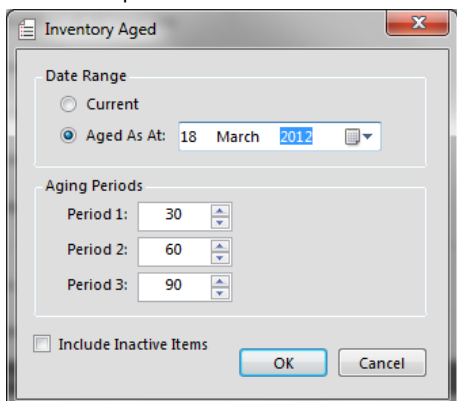 Inventory Aged
Date Range
Current
Aged As At: 18 March 2012
Aging Periods
Period 1: 30
Period 2: 60
Period 3: 90
Include Inactive Items
OK Cancel